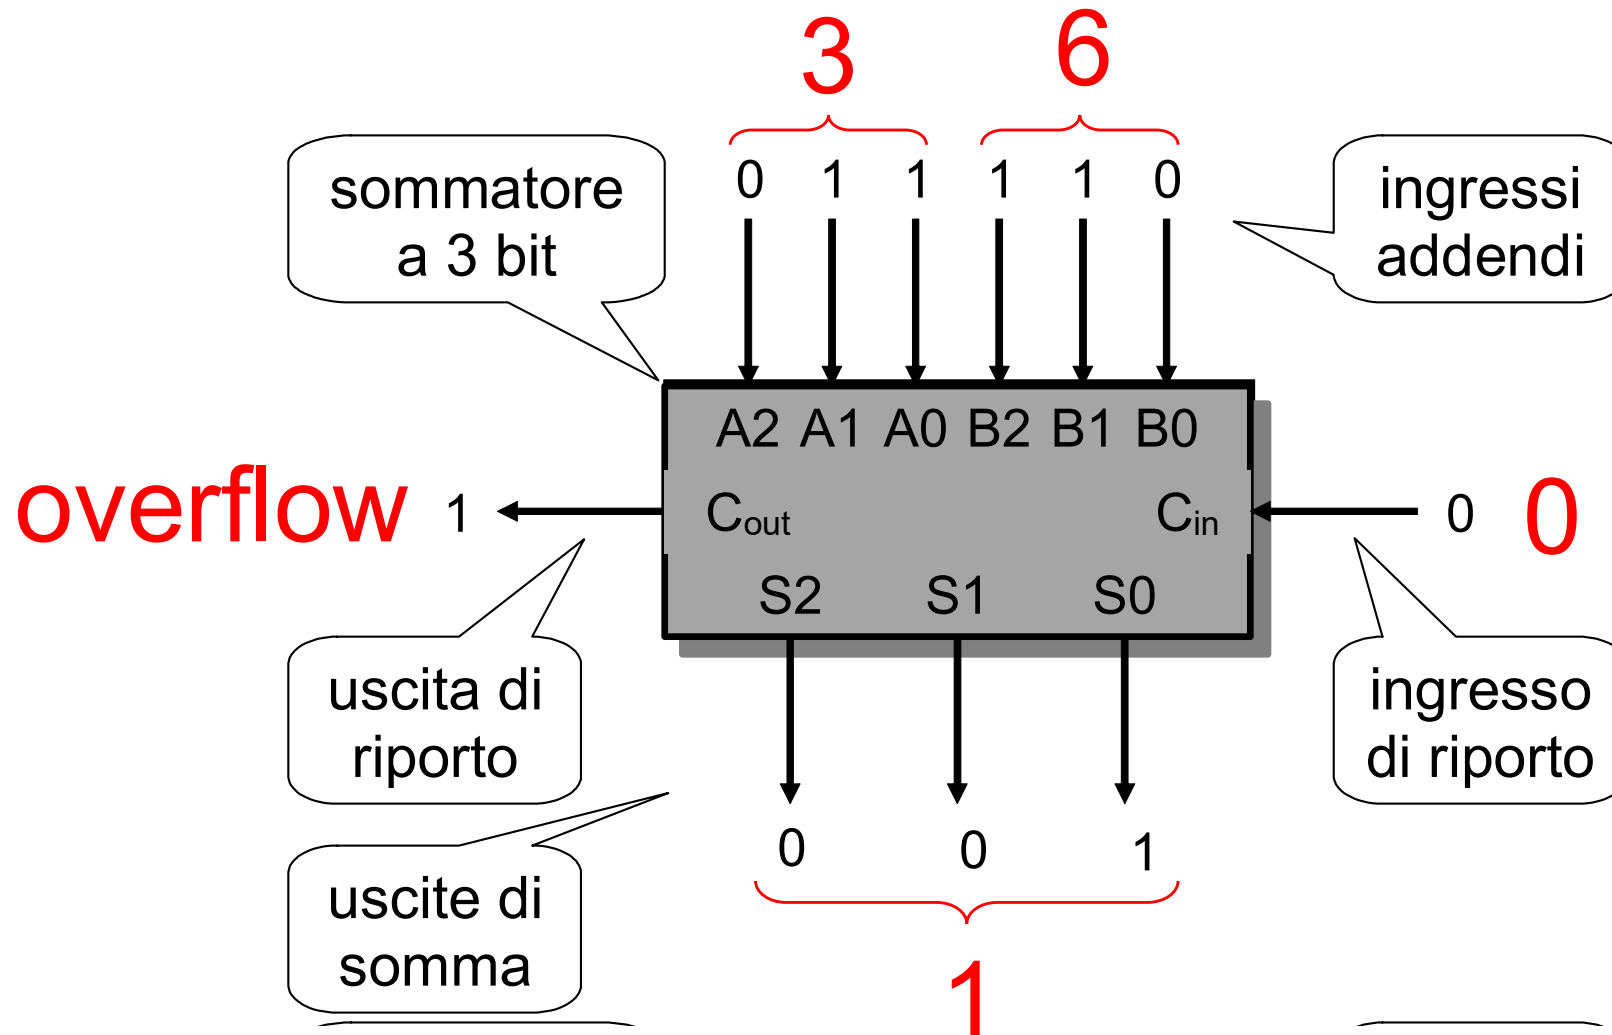 3 6
0 1 1 1 1 0
sommatore
a 3 bit
ingressi
addendi
A2 A1 A0 B2 B1 B0
overflow 1 Cout Cin 0 0
S2 S1 S0
uscita di
riporto
ingresso
di riporto
0 0 1
uscite di
somma
1